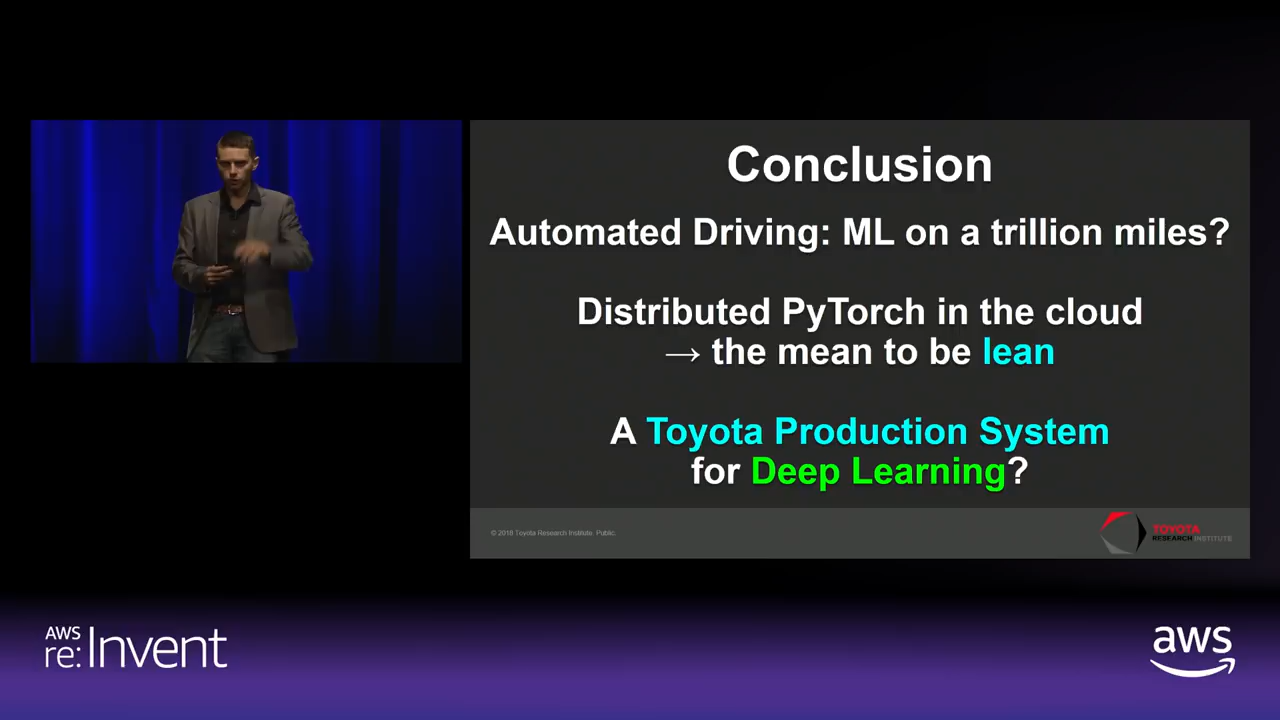 Conclusion
Automated Driving: ML on a trillion miles?
Distributed PyTorch in the cloud
→ the mean to be lean
A Toyota Production System
for Deep Learning?
© 2018 Toyota Research Institute. Public.
TOYOTA
RESEARCH INSTITUTE
AWS
re:Invent
aws